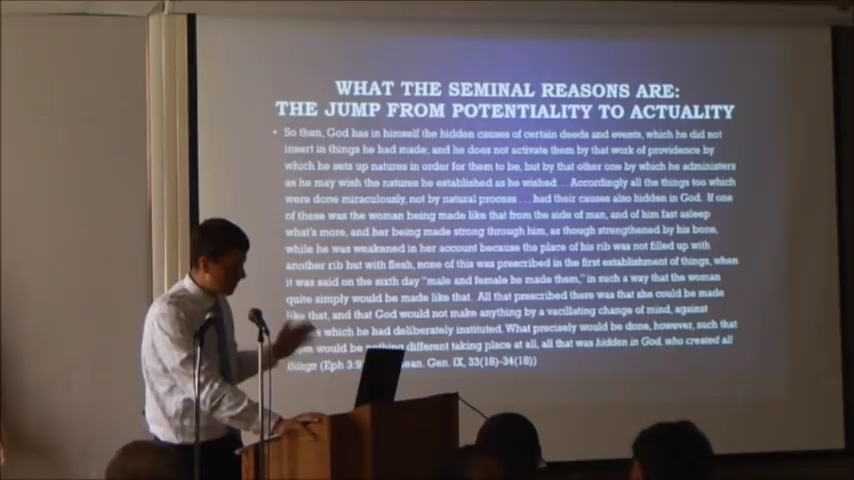 WHAT THE SEMINAL REASONS ARE:
THE JUMP FROM POTENTIALITY TO ACTUALITY
• So then, God has in himself the hidden causes of certain deeds and events, which he did not
insert in things he had made; and he does not activate them by that work of providence by
which he sets up natures in order for them to be, but by that other one by which he administers
as he may wish the natures he established as he wished... Accordingly all the things too which
were done miraculously, not by natural process ... had their causes also hidden in God. If one
of these was the woman being made like that from the side of man, and of him fast asleep
what's more, and her being made strong through him, as though strengthened by his bone,
while he was weakened in her account because the place of his rib was not filled up with
another rib but with flesh, none of this was prescribed in the first establishment of things, when
it was said on the sixth day "male and female he made them," in such a way that the woman
quite simply would be made like that. All that prescribed there was that she could be made
like that, and that God would not make anything by a vacillating change of mind, against
which he had deliberately instituted. What precisely would be done, however, such that
would be nothing different taking place at all, all that was hidden in God, who created all
things (Eph 3:9 Gen. IX, 33(18)-34(18))